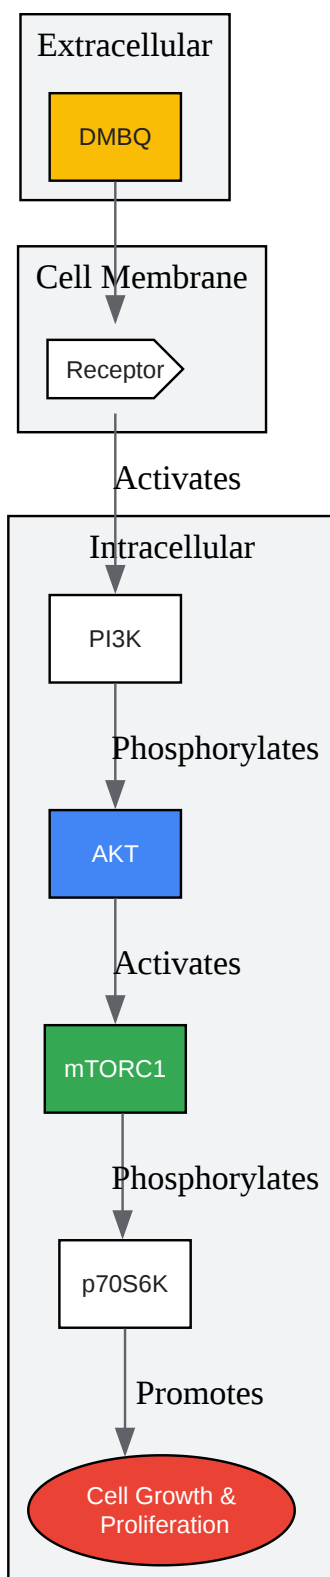 Extracellular
DMBQ
Cell Membrane
Receptor
Activates
Intracellular
PI3K
Phosphorylates
AKT
Activates
mTORC1
Phosphorylates
p70S6K
Promotes
Cell Growth &
Proliferation